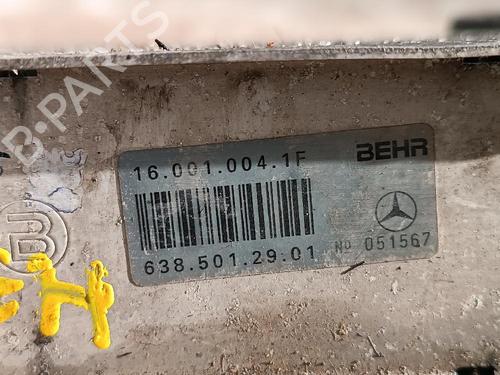 B-PARTS
16.001.004.1F
BEHR
638.501.29.01
NO 051567
H